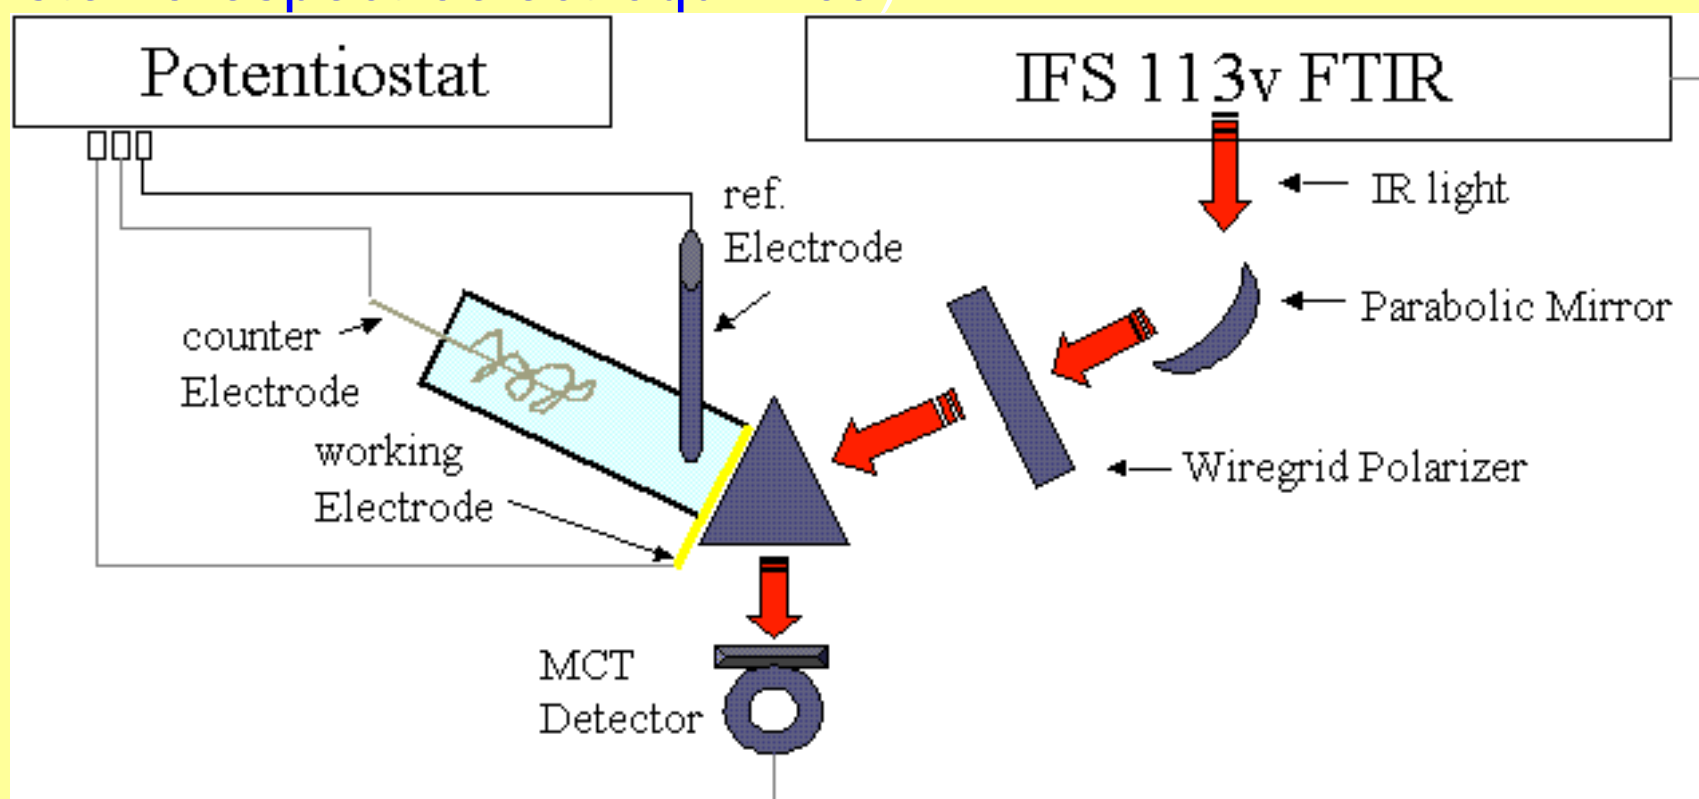 Potentiostat
IFS 113v FTIR
IR light
ref.
Electrode
Parabolic Mirror
counter
Electrode
working
Electrode
Wiregrid Polarizer
MCT
Detector